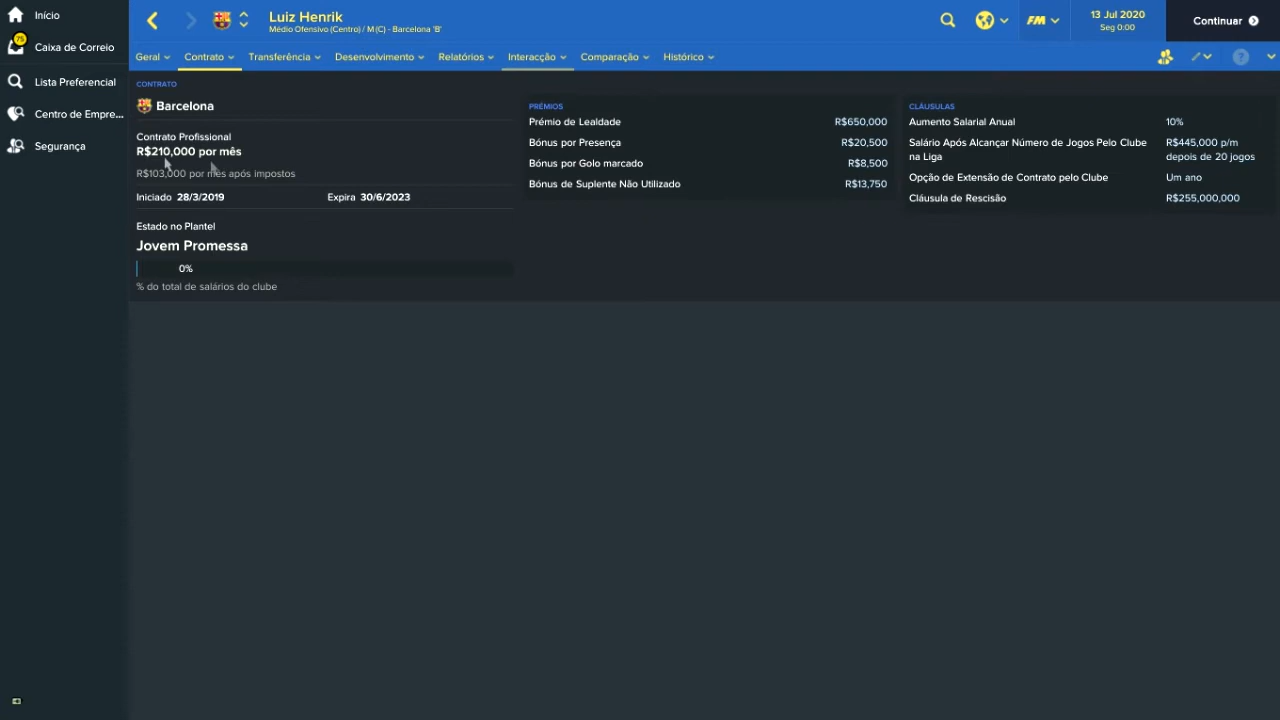 Início
75
Caixa de Correio
Lista Preferencial
Centro de Empre...
Segurança
Luiz Henrik
Médio Ofensivo (Centro) / M (C) - Barcelona 'B'
FM
13 Jul 2020
Seg 0:00
Continuar
Geral
Contrato
Transferência
Desenvolvimento
Relatórios
Interacção
Comparação
Histórico
?
CONTRATO
Barcelona
Contrato Profissional
R$210,000 por mês
R$103,000 por mês após impostos
Iniciado 28/3/2019
Expira 30/6/2023
Estado no Plantel
Jovem Promessa
0%
% do total de salários do clube
PRÉMIOS
Prémio de Lealdade R$650,000
Bónus por Presença R$20,500
Bónus por Golo marcado R$8,500
Bónus de Suplente Não Utilizado R$13,750
CLÁUSULAS
Aumento Salarial Anual 10%
Salário Após Alcançar Número de Jogos Pelo Clube R$445,000 p/m
na Liga depois de 20 jogos
Opção de Extensão de Contrato pelo Clube Um ano
Cláusula de Rescisão R$255,000,000